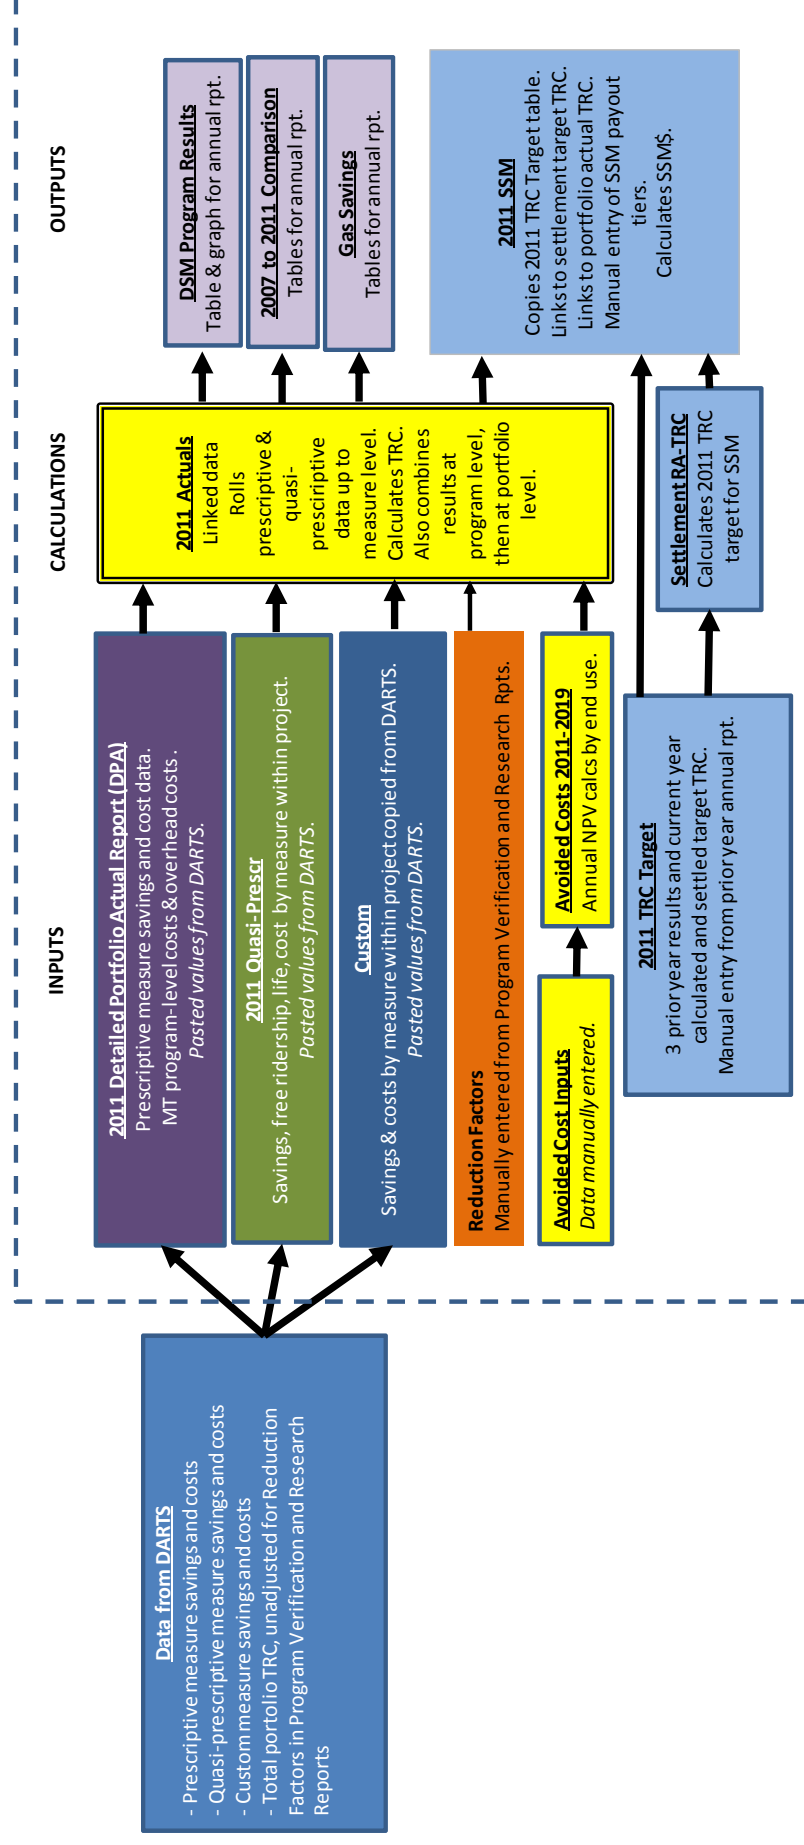 INPUTS
CALCULATIONS
OUTPUTS
Data from DARTS
- Prescriptive measure savings and costs
- Quasi-prescriptive measure savings and costs
- Custom measure savings and costs
- Total portolio TRC, unadjusted for Reduction
Factors in Program Verification and Research
Reports
2011 Detailed Portfolio Actual Report (DPA)
Prescriptive measure savings and cost data.
MT program-level costs & overhead costs .
Pasted values from DARTS.
2011 Quasi-Prescr
Savings, free ridership, life, cost by measure within project.
Pasted values from DARTS.
Custom
Savings & costs by measure within project copied from DARTS.
Pasted values from DARTS.
Reduction Factors
Manually entered from Program Verification and Research Rpts.
Avoided Cost Inputs
Data manually entered.
Avoided Costs 2011-2019
Annual NPV calcs by end use.
2011 TRC Target
3 prior year results and current year
calculated and settled target TRC.
Manual entry from prior year annual rpt.
2011 Actuals
Linked data
Rolls
prescriptive &
quasi-
presciriptive
data up to
measure level.
Calculates TRC.
Also combines
results at
program level,
then at portfolio
level.
Settlement RA-TRC
Calculates 2011 TRC
target for SSM
DSM Program Results
Table & graph for annual rpt.
2007 to 2011 Comparison
Tables for annual rpt.
Gas Savings
Tables for annual rpt.
2011 SSM
Copies 2011 TRC Target table.
Links to settlement target TRC.
Links to portfolio actual TRC.
Manual entry of SSM payout
tiers.
Calculates SSM$.